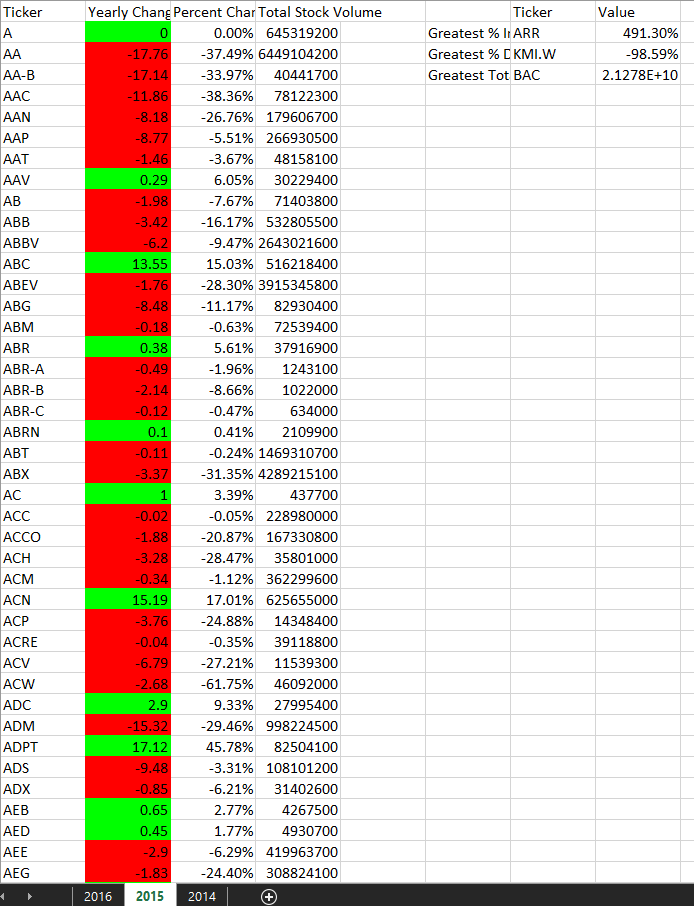 Ticker Yearly Chang Percent Char Total Stock Volume Ticker Value
A 0 0.00% 645319200 Greatest % I ARR 491.30%
AA -17.76 -37.49% 6449104200 Greatest % D KMI.W -98.59%
AA-B -17.14 -33.97% 40441700 Greatest Tot BAC 2.1278E+10
AAC -11.86 -38.36% 78122300
AAN -8.18 -26.76% 179606700
AAP -8.77 -5.51% 266930500
AAT -1.46 -3.67% 48158100
AAV 0.29 6.05% 30229400
AB -1.98 -7.67% 71403800
ABB -3.42 -16.17% 532805500
ABBV -6.2 -9.47% 2643021600
ABC 13.55 15.03% 516218400
ABEV -1.76 -28.30% 3915345800
ABG -8.48 -11.17% 82930400
ABM -0.18 -0.63% 72539400
ABR 0.38 5.61% 37916900
ABR-A -0.49 -1.96% 1243100
ABR-B -2.14 -8.66% 1022000
ABR-C -0.12 -0.47% 634000
ABRN 0.1 0.41% 2109900
ABT -0.11 -0.24% 1469310700
ABX -3.37 -31.35% 4289215100
AC 1 3.39% 437700
ACC -0.02 -0.05% 228980000
ACCO -1.88 -20.87% 167330800
ACH -3.28 -28.47% 35801000
ACM -0.34 -1.12% 362299600
ACN 15.19 17.01% 625655000
ACP -3.76 -24.88% 14348400
ACRE -0.04 -0.35% 39118800
ACV -6.79 -27.21% 11539300
ACW -2.68 -61.75% 46092000
ADC 2.9 9.33% 27995400
ADM -15.32 -29.46% 998224500
ADPT 17.12 45.78% 82504100
ADS -9.48 -3.31% 108101200
ADX -0.85 -6.21% 31402600
AEB 0.65 2.77% 4267500
AED 0.45 1.77% 4930700
AEE -2.9 -6.29% 419963700
AEG -1.83 -24.40% 308824100
2016 2015 2014